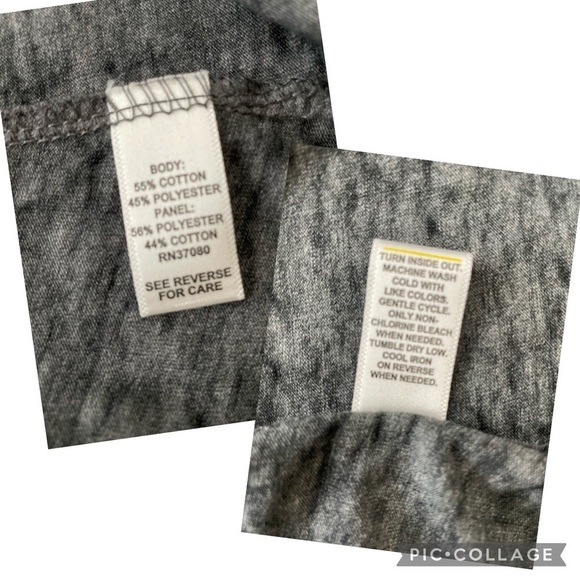 BODY:
55% COTTON
45% POLYESTER
PANEL:
56% POLYESTER
44% COTTON
RN37080
SEE REVERSE
FOR CARE
TURN INSIDE OUT.
MACHINE WASH
COLD WITH
LIKE COLORS.
GENTLE CYCLE.
ONLY NON-
CHLORINE BLEACH
WHEN NEEDED.
TUMBLE DRY LOW.
COOL IRON
ON REVERSE
WHEN NEEDED.
PIC•COLLAGE